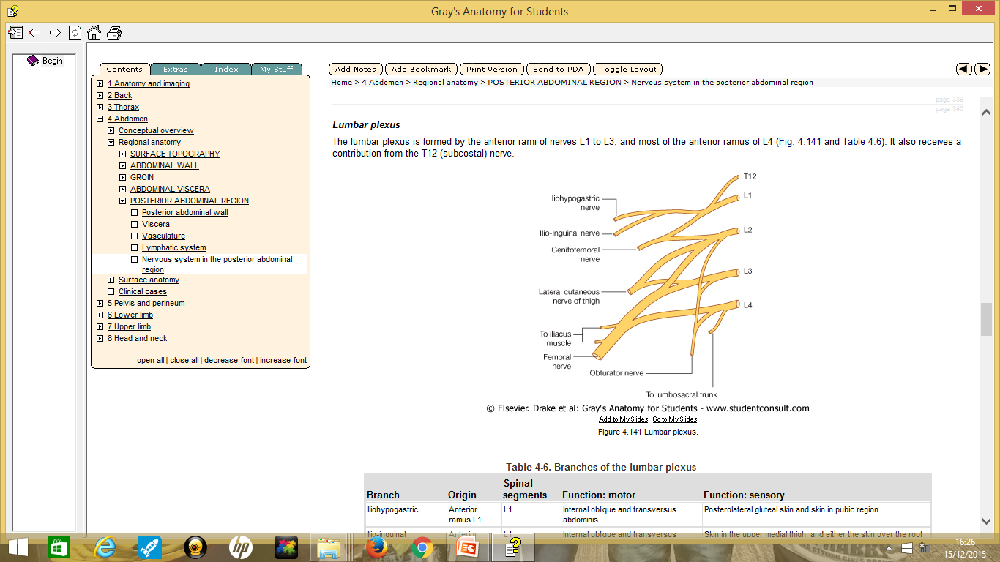 Gray's Anatomy for Students
Begin
Contents Extras Index My Stuff
1 Anatomy and imaging
2 Back
3 Thorax
4 Abdomen
Conceptual overview
Regional anatomy
SURFACE TOPOGRAPHY
ABDOMINAL WALL
GROIN
ABDOMINAL VISCERA
POSTERIOR ABDOMINAL REGION
Posterior abdominal wall
Viscera
Vasculature
Lymphatic system
Nervous system in the posterior abdominal
region
Surface anatomy
Clinical cases
5 Pelvis and perineum
6 Lower limb
7 Upper limb
8 Head and neck
open all | close all | decrease font | increase font
Add Notes Add Bookmark Print Version Send to PDA Toggle Layout
Home > 4 Abdomen > Regional anatomy > POSTERIOR ABDOMINAL REGION > Nervous system in the posterior abdominal region
page 339
page 340
Lumbar plexus
The lumbar plexus is formed by the anterior rami of nerves L1 to L3, and most of the anterior ramus of L4 (Fig. 4.141 and Table 4.6). It also receives a
contribution from the T12 (subcostal) nerve.
T12
L1
L2
L3
L4
Iliohypogastric
nerve
Ilio-inguinal nerve
Genitofemoral
nerve
Lateral cutaneous
nerve of thigh
To iliacus
muscle
Femoral
nerve
Obturator nerve
To lumbosacral trunk
© Elsevier. Drake et al: Gray's Anatomy for Students - www.studentconsult.com
Add to My Slides Go to My Slides
Figure 4.141 Lumbar plexus.
Table 4-6. Branches of the lumbar plexus
Branch Origin Spinal segments Function: motor Function: sensory
Iliohypogastric Anterior ramus L1 L1 Internal oblique and transversus abdominis Posterolateral gluteal skin and skin in pubic region
Ilio-inguinal Anterior L1 Internal oblique and transversus Skin in the upper medial thigh, and either the skin over the root
hp
16:26
15/12/2015